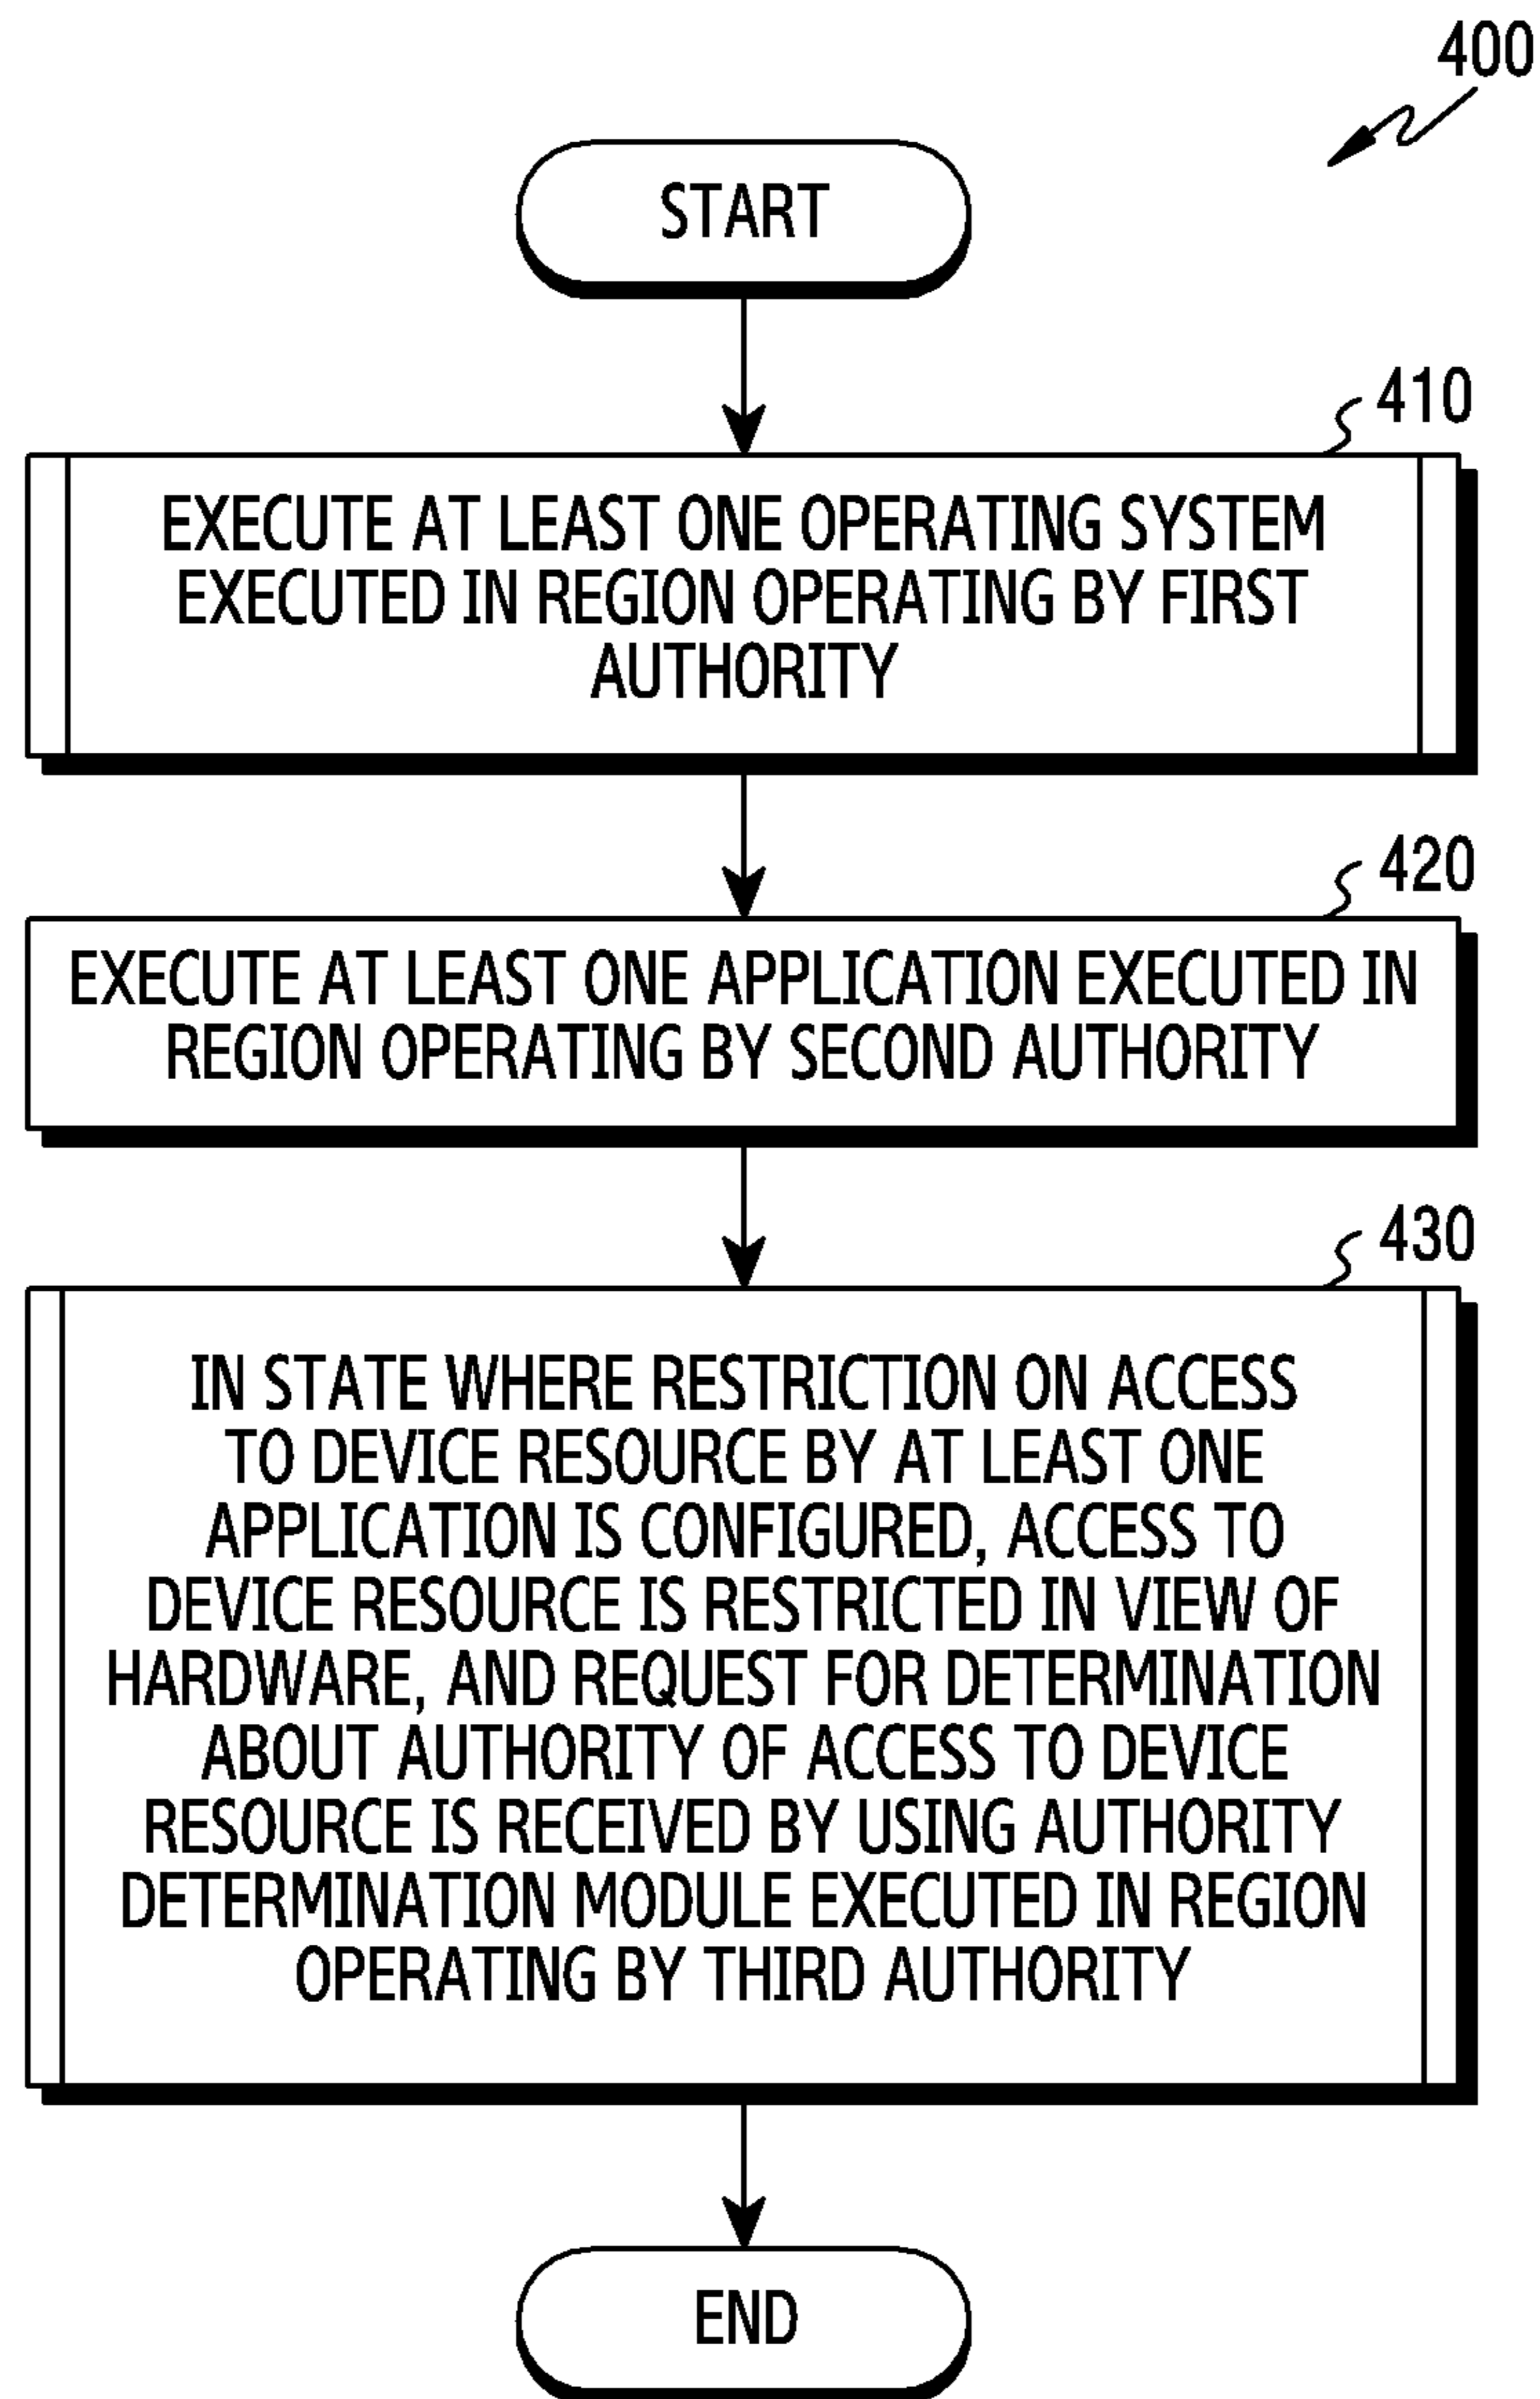 400
START
410
EXECUTE AT LEAST ONE OPERATING SYSTEM
EXECUTED IN REGION OPERATING BY FIRST
AUTHORITY
420
EXECUTE AT LEAST ONE APPLICATION EXECUTED IN
REGION OPERATING BY SECOND AUTHORITY
430
IN STATE WHERE RESTRICTION ON ACCESS
TO DEVICE RESOURCE BY AT LEAST ONE
APPLICATION IS CONFIGURED, ACCESS TO
DEVICE RESOURCE IS RESTRICTED IN VIEW OF
HARDWARE, AND REQUEST FOR DETERMINATION
ABOUT AUTHORITY OF ACCESS TO DEVICE
RESOURCE IS RECEIVED BY USING AUTHORITY
DETERMINATION MODULE EXECUTED IN REGION
OPERATING BY THIRD AUTHORITY
END